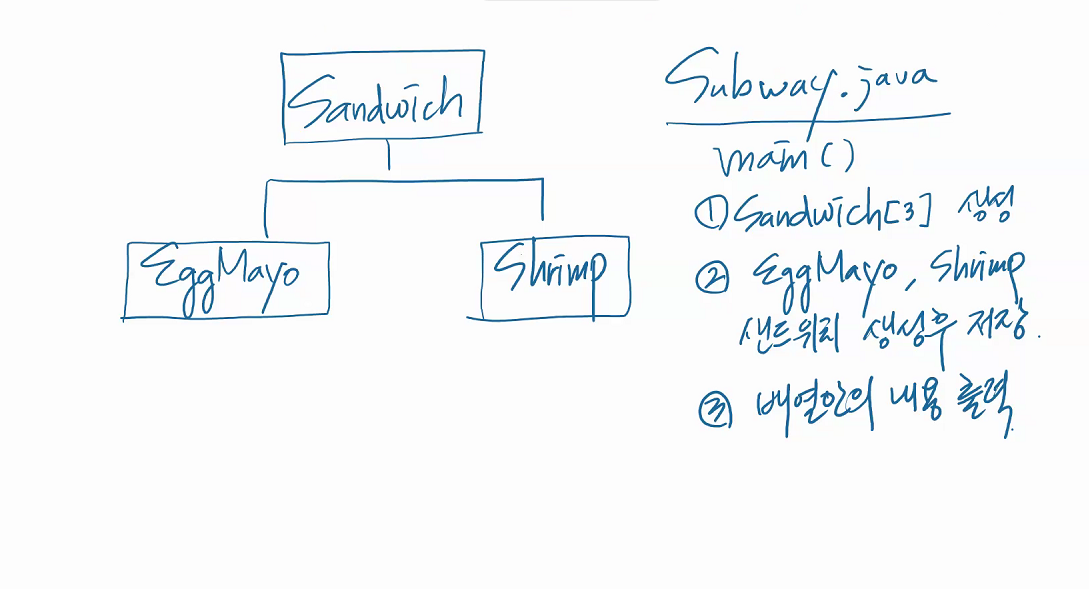 Sandwich
EggMayo
Shrimp
Subway.java
main()
① Sandwich[3] 생성
② EggMayo, Shrimp
샌드위치 생성후 저장.
③ 배열안의 내용 출력.